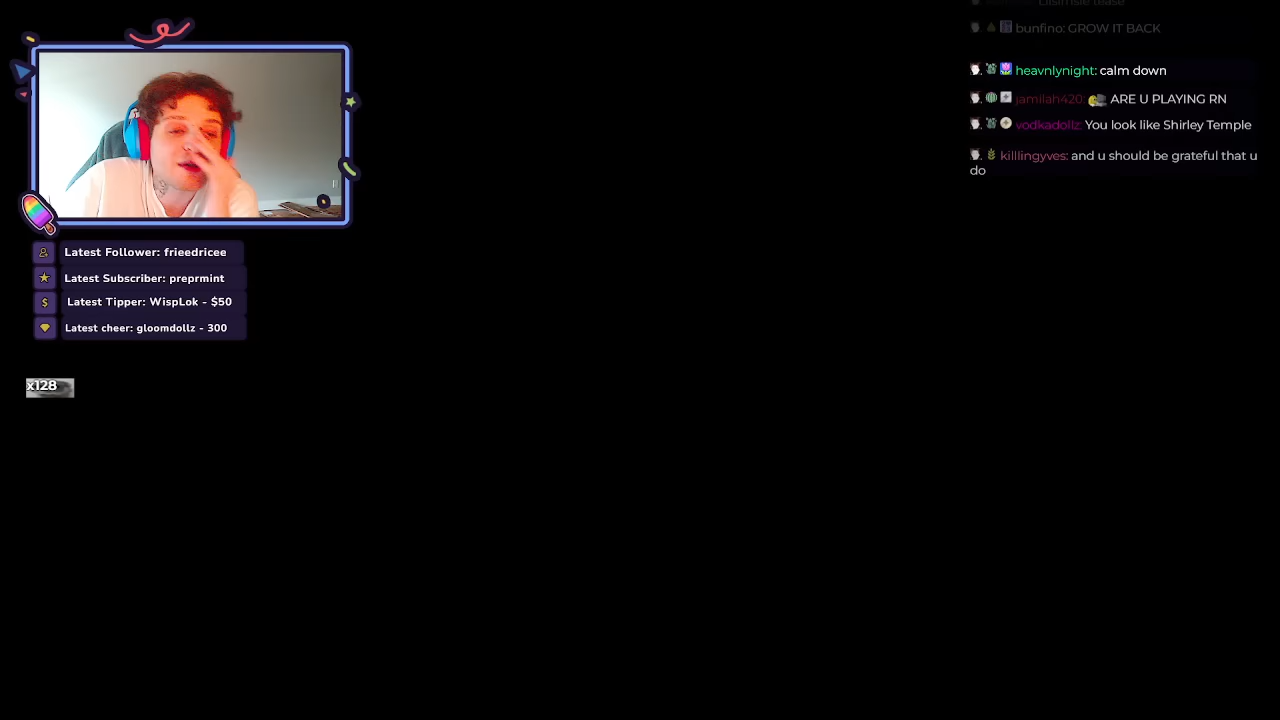 bunfino: GROW IT BACK
heavnlynight: calm down
jamilah420: ARE U PLAYING RN
vodkadollz: You look like Shirley Temple
killlingyves: and u should be grateful that u
do
Latest Follower: frieedricee
Latest Subscriber: preprmint
Latest Tipper: WispLok - $50
Latest cheer: gloomdollz - 300
x128